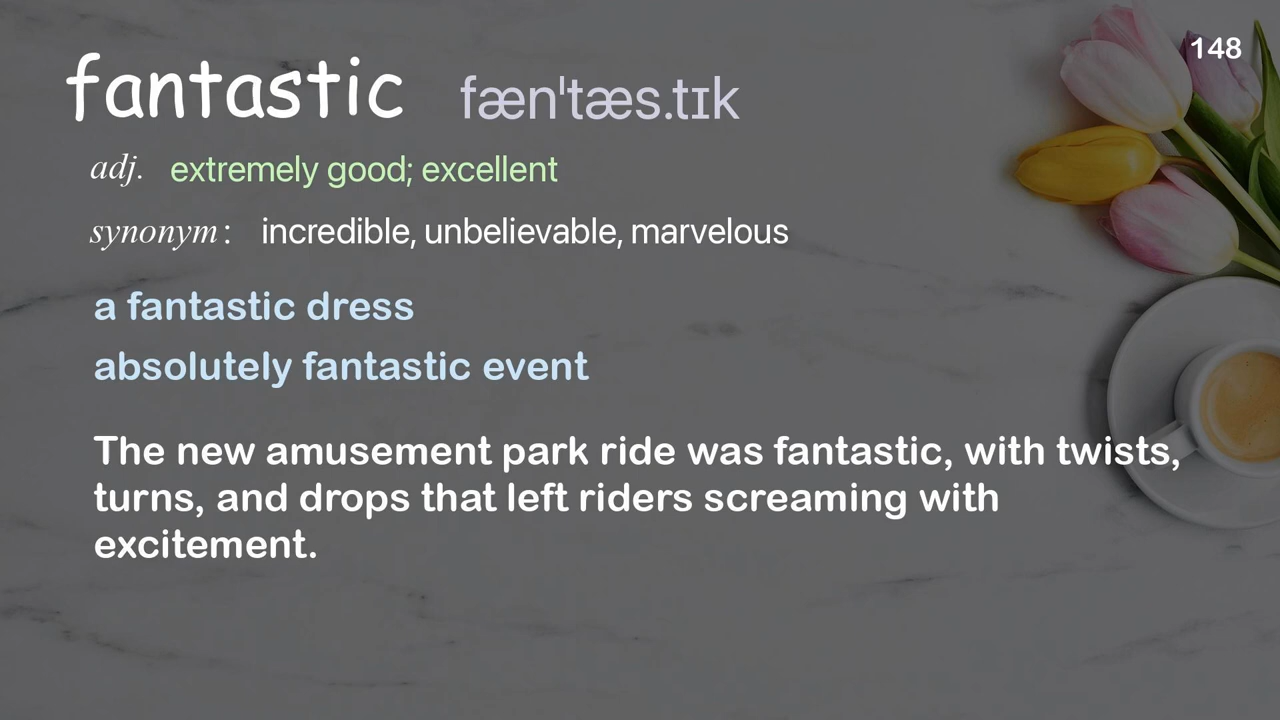 148
fantastic fæn'tæs.tɪk
adj. extremely good; excellent
synonym: incredible, unbelievable, marvelous
a fantastic dress
absolutely fantastic event
The new amusement park ride was fantastic, with twists,
turns, and drops that left riders screaming with
excitement.